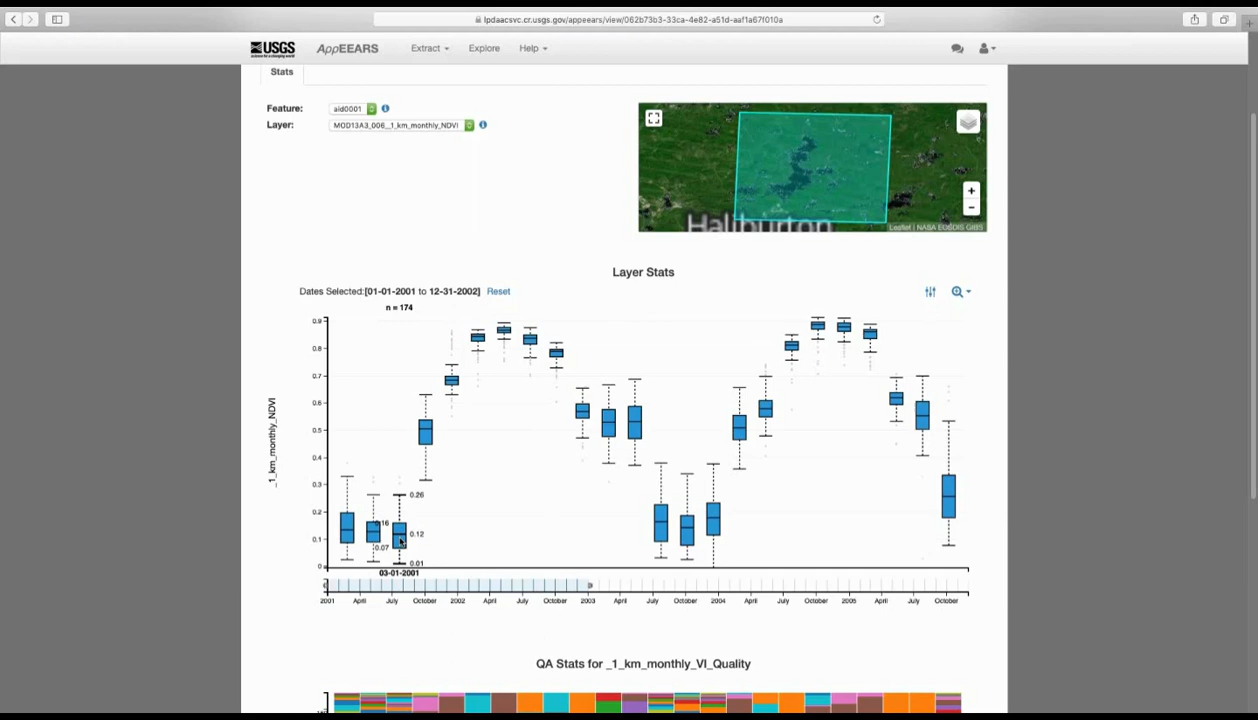 lpdaacsvc.cr.usgs.gov/appeears/view/062b73b3-33ca-4e82-a51d-aaf1a67f010a
USGS
science for a changing world
AppEEARS
Extract
Explore
Help
Stats
Feature:
aid0001
Layer:
MOD13A3_006__1_km_monthly_NDVI
+
−
Haliburton
Leaflet | NASA EOSDIS GIBS
Layer Stats
Dates Selected:[01-01-2001 to 12-31-2002] Reset
n = 174
_1_km_monthly_NDVI
0.9
0.8
0.7
0.6
0.5
0.4
0.3
0.2
0.1
0
0.26
0.16
0.12
0.07
0.01
03-01-2001
2001 April July October 2002 April July October 2003 April July October 2004 April July October 2005 April July October
QA Stats for _1_km_monthly_VI_Quality